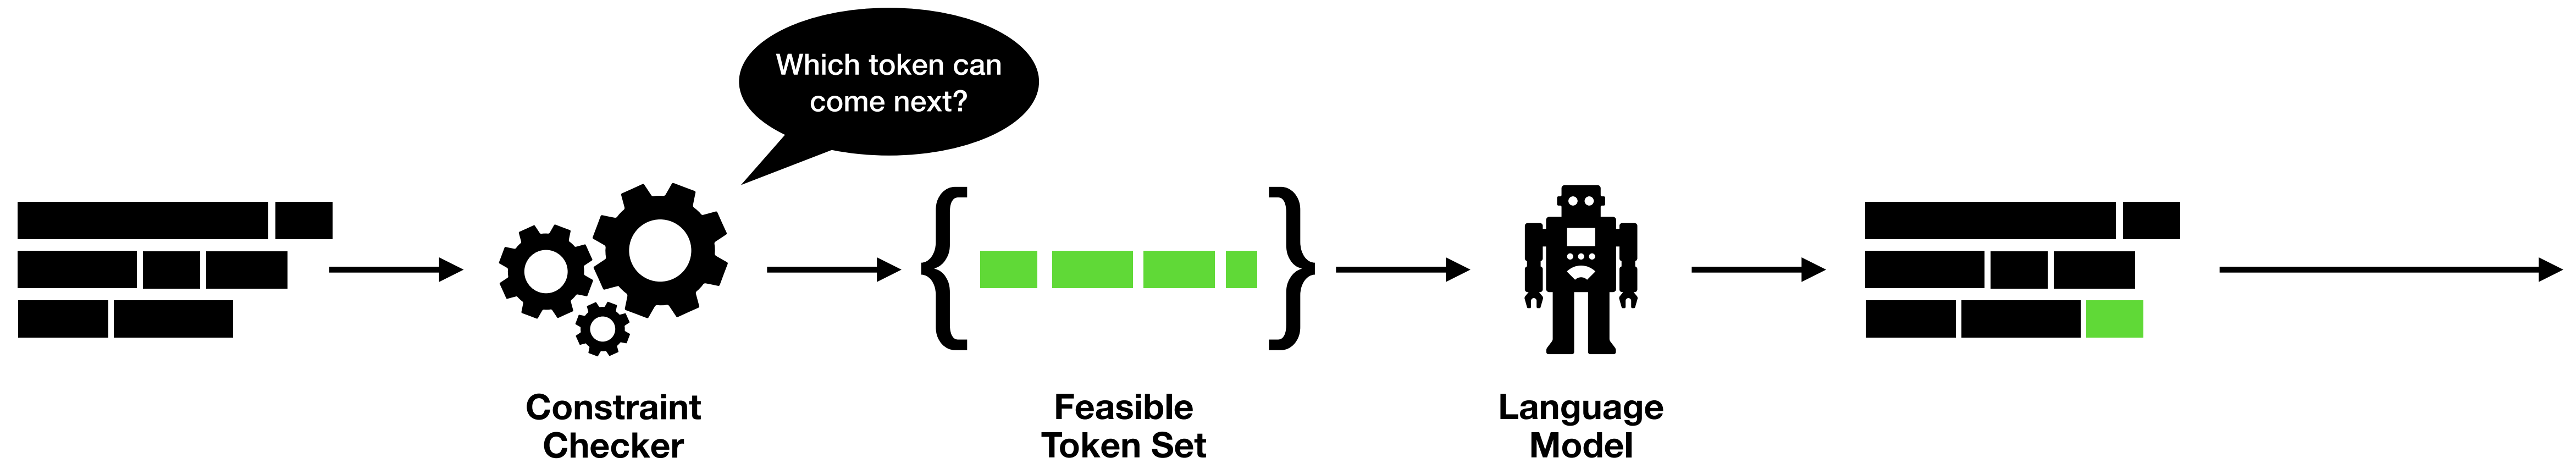 Which token can
come next?
Constraint
Checker
Feasible
Token Set
Language
Model